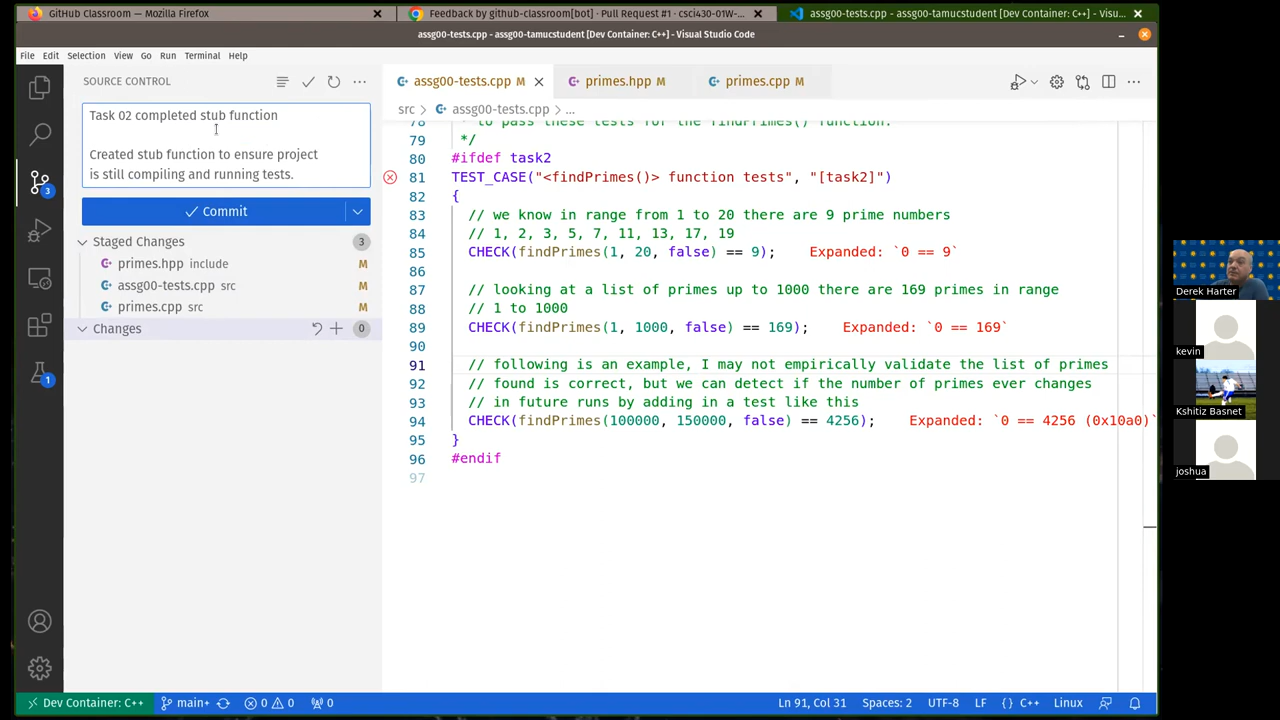 GitHub Classroom — Mozilla Firefox
Feedback by github-classroom[bot] · Pull Request #1 · csci430-01W-...
assg00-tests.cpp - assg00-tamucstudent [Dev Container: C++] - Visu...
assg00-tests.cpp - assg00-tamucstudent [Dev Container: C++] - Visual Studio Code
File Edit Selection View Go Run Terminal Help
SOURCE CONTROL
assg00-tests.cpp M
primes.hpp M
primes.cpp M
src > assg00-tests.cpp > ...
Task 02 completed stub function
Created stub function to ensure project
is still compiling and running tests.
Commit
Staged Changes 3
primes.hpp include M
assg00-tests.cpp src M
primes.cpp src M
Changes 0
3
1
78 * to pass these tests for the findPrimes() function.
79 */
80 #ifdef task2
81 TEST_CASE("<findPrimes()> function tests", "[task2]")
82 {
83 // we know in range from 1 to 20 there are 9 prime numbers
84 // 1, 2, 3, 5, 7, 11, 13, 17, 19
85 CHECK(findPrimes(1, 20, false) == 9); Expanded: `0 == 9`
86
87 // looking at a list of primes up to 1000 there are 169 primes in range
88 // 1 to 1000
89 CHECK(findPrimes(1, 1000, false) == 169); Expanded: `0 == 169`
90
91 // following is an example, I may not empirically validate the list of primes
92 // found is correct, but we can detect if the number of primes ever changes
93 // in future runs by adding in a test like this
94 CHECK(findPrimes(100000, 150000, false) == 4256); Expanded: `0 == 4256 (0x10a0)`
95 }
96 #endif
97
Derek Harter
kevin
Kshitiz Basnet
joshua
Dev Container: C++ main+ 0 0 0 Ln 91, Col 31 Spaces: 2 UTF-8 LF {} C++ Linux